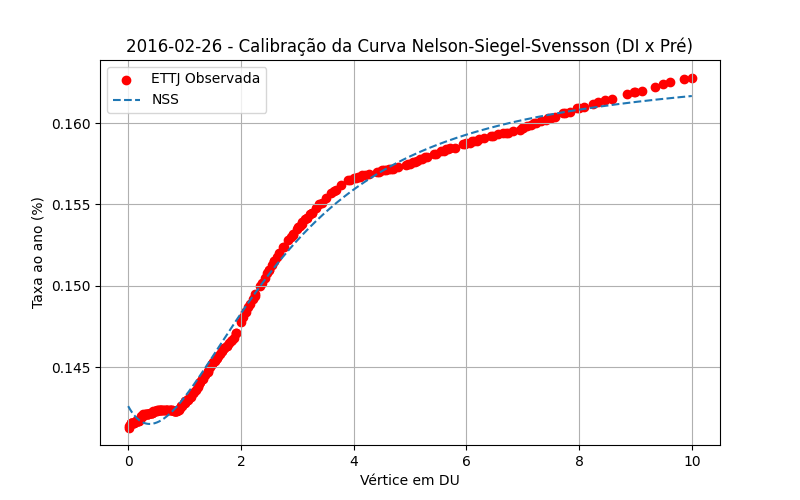 2016-02-26 - Calibração da Curva Nelson-Siegel-Svensson (DI x Pré)
ETTJ Observada
NSS
Taxa ao ano (%)
0.160
0.155
0.150
0.145
0 2 4 6 8 10
Vértice em DU